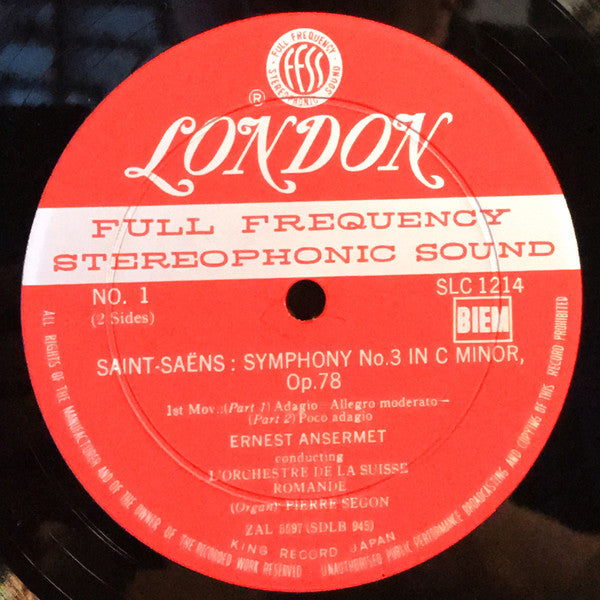 FULL FREQUENCY
FFSS
STEREOPHONIC SOUND
®
LONDON
FULL FREQUENCY
STEREOPHONIC SOUND
NO. 1
SLC 1214
(2 Sides)
BIEM
SAINT-SAËNS : SYMPHONY No.3 IN C MINOR,
Op.78
1st Mov.:(Part 1) Adagio—Allegro moderato—
(Part 2) Poco adagio
ERNEST ANSERMET
conducting
L'ORCHESTRE DE LA SUISSE
ROMANDE
(Organ) PIERRE SEGON
ZAL 5597 (SDLB 945)
KING RECORD JAPAN
ALL RIGHTS OF THE MANUFACTURER AND OF THE OWNER OF THE RECORDED WORK RESERVED
UNAUTHORISED PUBLIC PERFORMANCE BROADCASTING AND COPYING OF THIS RECORD PROHIBITED